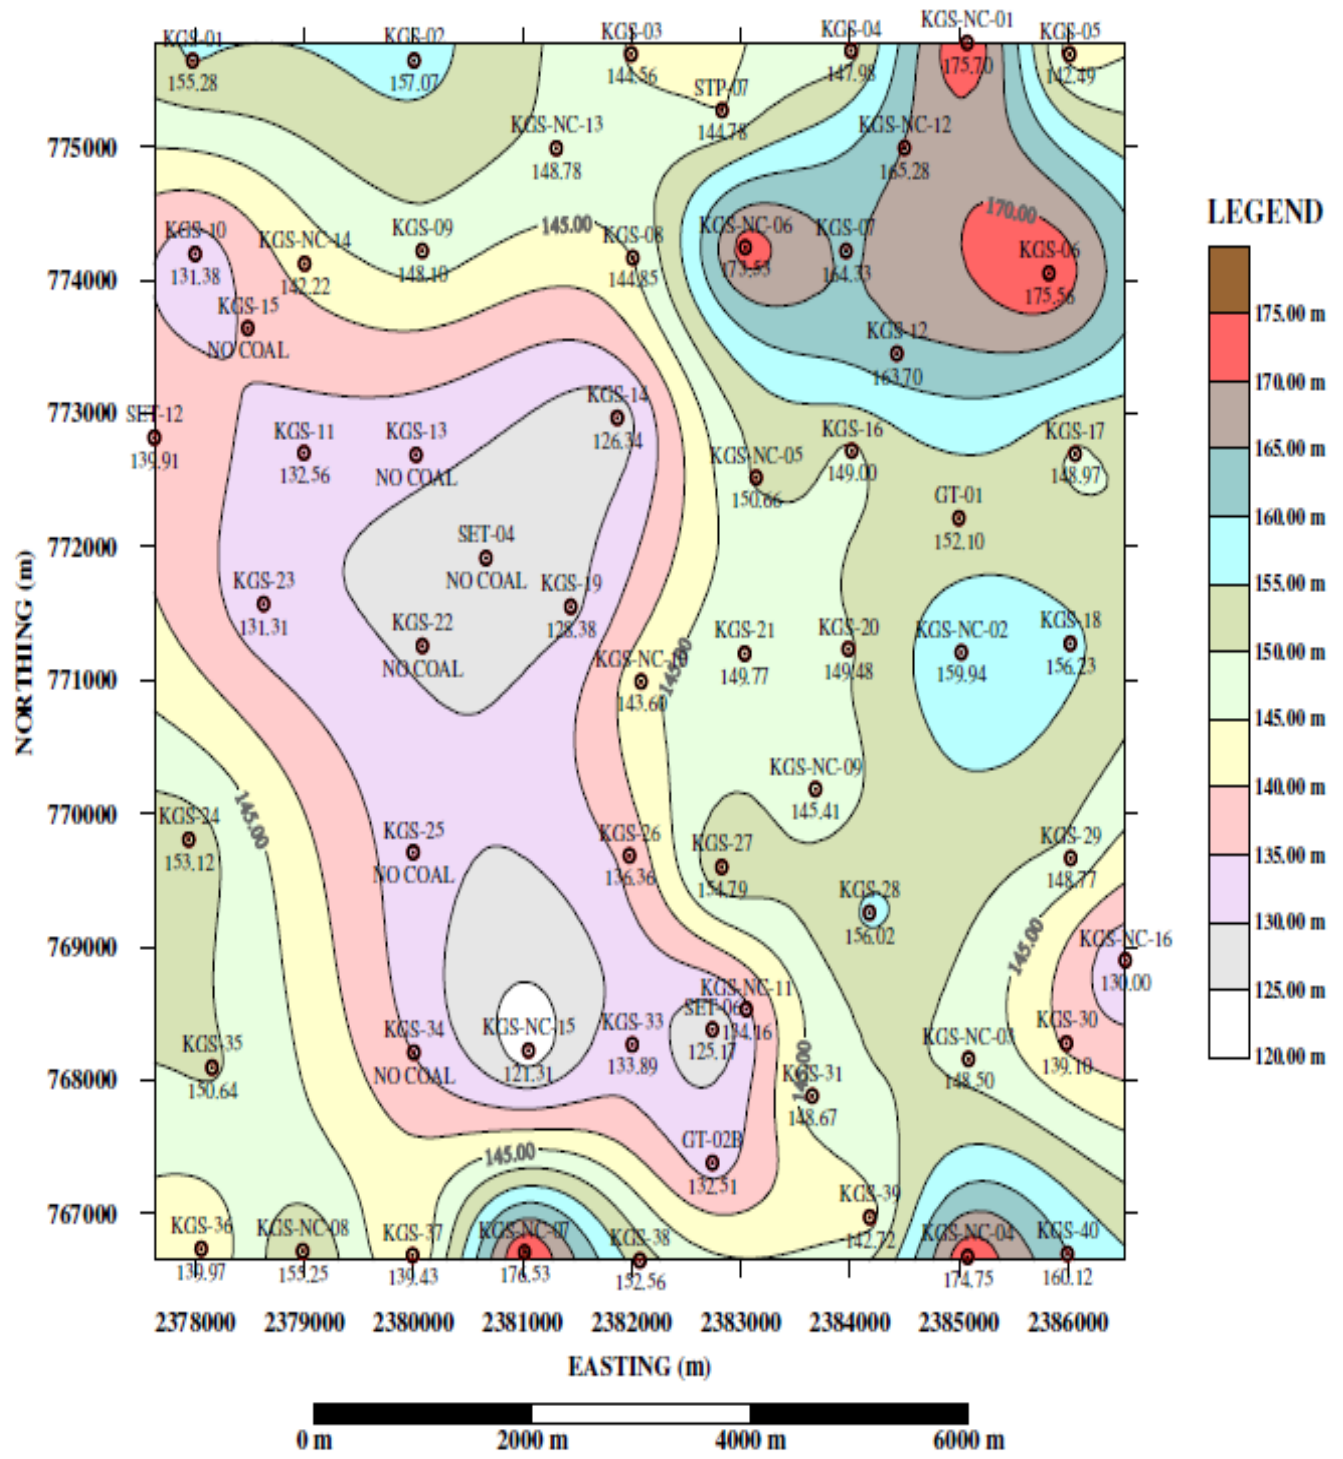 KGS-NC-01
KGS-01
KGS-02
KGS-03
KGS-04
KGS-05
155.28
157.07
144.56
147.98
175.70
142.49
STP-07
144.78
KGS-NC-13
148.78
KGS-NC-12
165.28
775000
170.00
145.00
KGS-10
131.38
KGS-NC-14
142.22
KGS-09
148.10
KGS-08
144.85
KGS-NC-06
173.53
KGS-07
164.33
KGS-06
175.56
774000
KGS-15
NO COAL
KGS-12
163.70
773000
SET-12
139.91
KGS-11
132.56
KGS-13
NO COAL
KGS-14
126.34
KGS-NC-05
150.66
KGS-16
149.00
KGS-17
148.97
GT-01
152.10
772000
SET-04
NO COAL
KGS-23
131.31
KGS-22
NO COAL
KGS-19
128.38
KGS-21
149.77
KGS-20
149.48
KGS-NC-02
159.94
KGS-18
156.23
771000
KGS-NC-10
143.60
145.00
KGS-NC-09
145.41
770000
KGS-24
153.12
145.00
KGS-25
NO COAL
KGS-26
136.36
KGS-27
154.79
KGS-28
156.02
KGS-29
148.77
769000
145.00
KGS-NC-16
130.00
KGS-NC-11
134.16
SET-06
125.17
KGS-35
150.64
KGS-34
NO COAL
KGS-NC-15
121.31
KGS-33
133.89
KGS-NC-03
148.50
KGS-30
139.10
768000
145.00
KGS-31
148.67
GT-02B
132.51
145.00
767000
KGS-36
139.97
KGS-NC-08
KGS-37
139.43
KGS-NC-07
176.53
KGS-38
152.56
KGS-39
142.72
KGS-NC-04
174.75
KGS-40
160.12
NORTHING (m)
2378000 2379000 2380000 2381000 2382000 2383000 2384000 2385000 2386000
EASTING (m)
0 m 2000 m 4000 m 6000 m
LEGEND
175.00 m
170.00 m
165.00 m
160.00 m
155.00 m
150.00 m
145.00 m
140.00 m
135.00 m
130.00 m
125.00 m
120.00 m